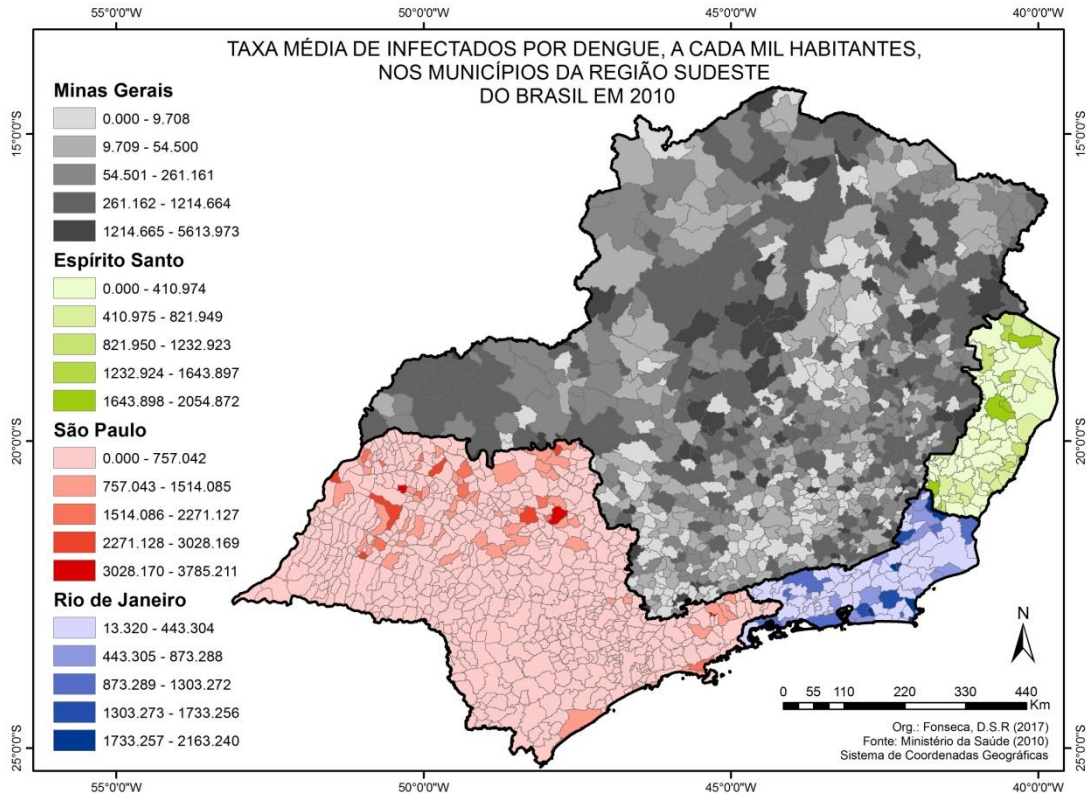 55°0'0"W 50°0'0"W 45°0'0"W 40°0'0"W
TAXA MÉDIA DE INFECTADOS POR DENGUE, A CADA MIL HABITANTES,
NOS MUNICÍPIOS DA REGIÃO SUDESTE
DO BRASIL EM 2010
Minas Gerais
0.000 - 9.708
9.709 - 54.500
54.501 - 261.161
261.162 - 1214.664
1214.665 - 5613.973
Espírito Santo
0.000 - 410.974
410.975 - 821.949
821.950 - 1232.923
1232.924 - 1643.897
1643.898 - 2054.872
São Paulo
0.000 - 757.042
757.043 - 1514.085
1514.086 - 2271.127
2271.128 - 3028.169
3028.170 - 3785.211
Rio de Janeiro
13.320 - 443.304
443.305 - 873.288
873.289 - 1303.272
1303.273 - 1733.256
1733.257 - 2163.240
15°0'0"S
20°0'0"S
25°0'0"S
15°0'0"S
20°0'0"S
25°0'0"S
N
0 55 110 220 330 440
Km
Org.: Fonseca, D.S.R (2017)
Fonte: Ministério da Saúde (2010)
Sistema de Coordenadas Geográficas
55°0'0"W 50°0'0"W 45°0'0"W 40°0'0"W